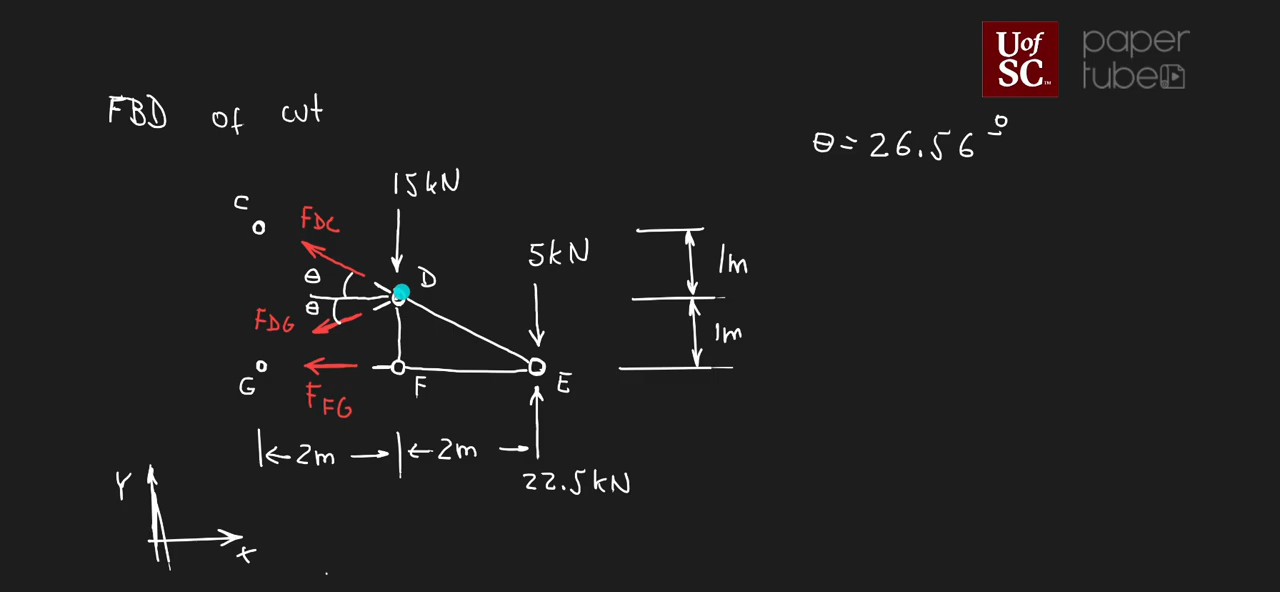 UofSC
paper tube
FBD of cut
θ = 26.56°
15kN
C
FDC
5kN
θ
D
1m
θ
FDG
1m
G
F
E
FFG
2m
2m
22.5kN
Y
x